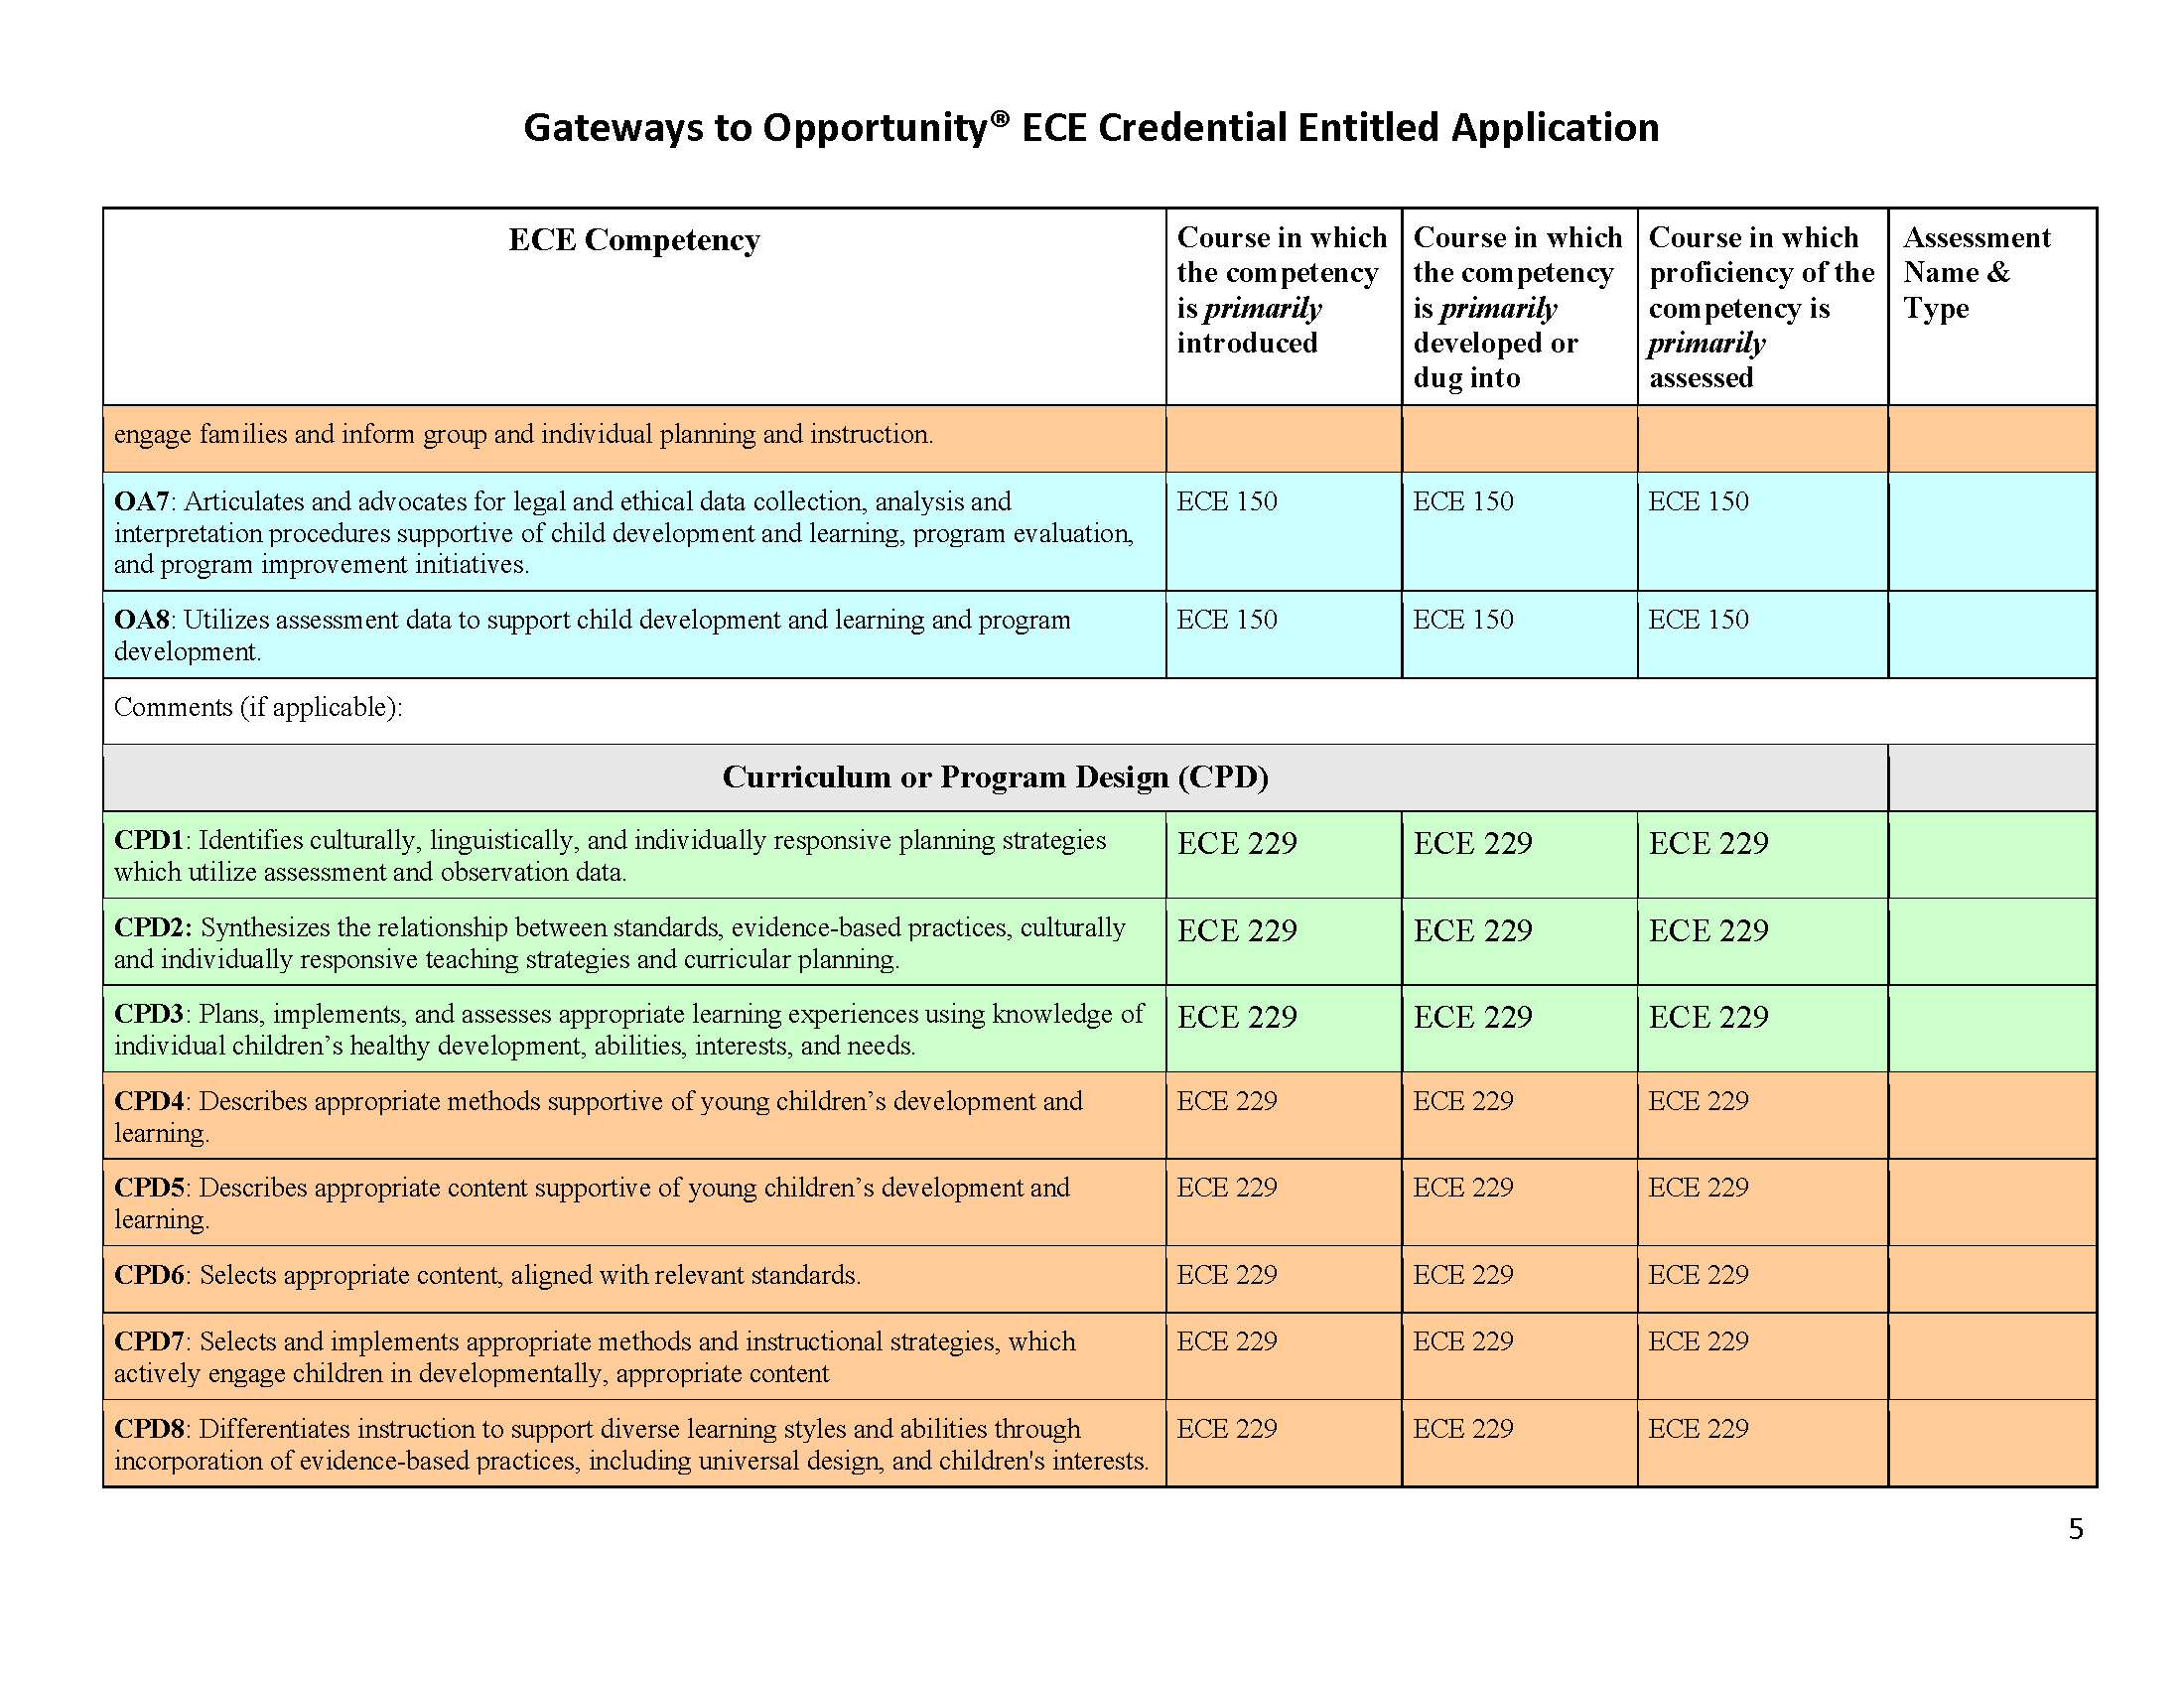 Gateways to Opportunity® ECE Credential Entitled Application
ECE Competency
Course in which
the competency
is primarily
introduced
Course in which
the competency
is primarily
developed or
dug into
Course in which
proficiency of the
competency is
primarily
assessed
Assessment
Name &
Type
engage families and inform group and individual planning and instruction.
OA7: Articulates and advocates for legal and ethical data collection, analysis and
interpretation procedures supportive of child development and learning, program evaluation,
and program improvement initiatives.
ECE 150
ECE 150
ECE 150
OA8: Utilizes assessment data to support child development and learning and program
development.
ECE 150
ECE 150
ECE 150
Comments (if applicable):
Curriculum or Program Design (CPD)
CPD1: Identifies culturally, linguistically, and individually responsive planning strategies
which utilize assessment and observation data.
ECE 229
ECE 229
ECE 229
CPD2: Synthesizes the relationship between standards, evidence-based practices, culturally
and individually responsive teaching strategies and curricular planning.
ECE 229
ECE 229
ECE 229
CPD3: Plans, implements, and assesses appropriate learning experiences using knowledge of
individual children’s healthy development, abilities, interests, and needs.
ECE 229
ECE 229
ECE 229
CPD4: Describes appropriate methods supportive of young children’s development and
learning.
ECE 229
ECE 229
ECE 229
CPD5: Describes appropriate content supportive of young children’s development and
learning.
ECE 229
ECE 229
ECE 229
CPD6: Selects appropriate content, aligned with relevant standards.
ECE 229
ECE 229
ECE 229
CPD7: Selects and implements appropriate methods and instructional strategies, which
actively engage children in developmentally, appropriate content
ECE 229
ECE 229
ECE 229
CPD8: Differentiates instruction to support diverse learning styles and abilities through
incorporation of evidence-based practices, including universal design, and children's interests.
ECE 229
ECE 229
ECE 229
5